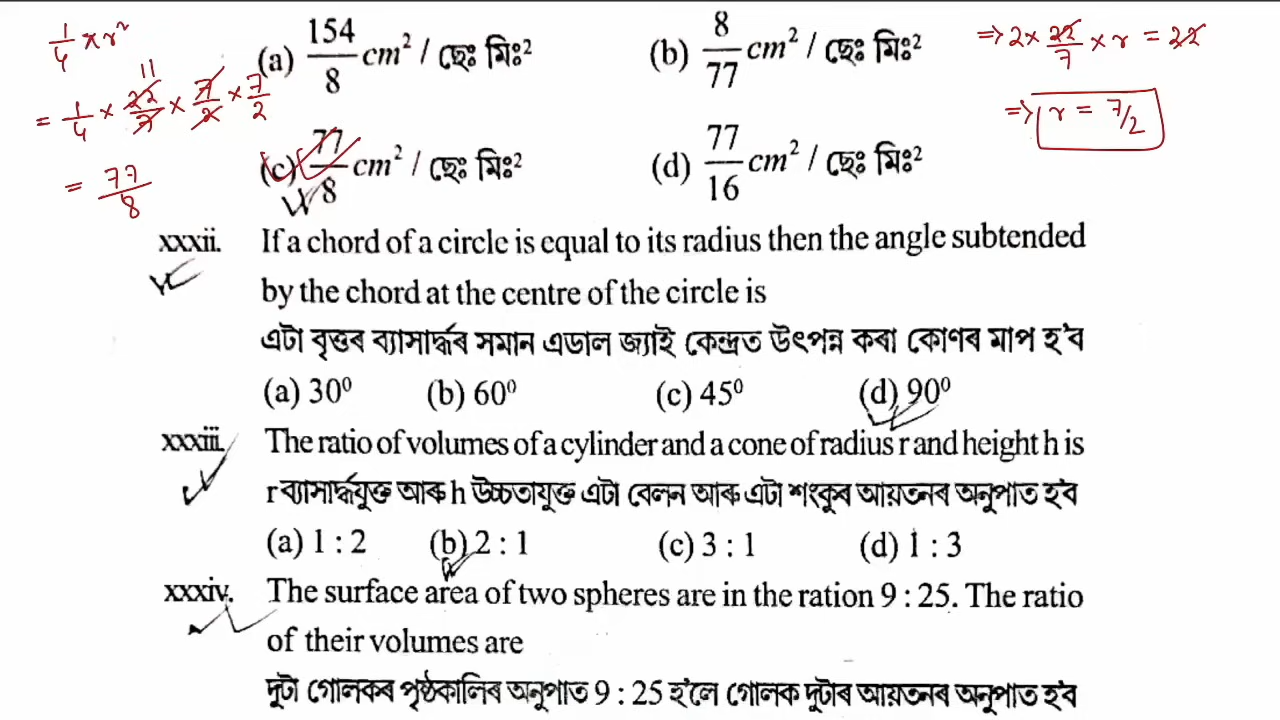 1/4 πr²
= 1/4 × 22/7 × 7/2 × 7/2
11
= 77/8
⇒ 2 × 22/7 × r = 22
⇒ r = 7/2
(a) 154/8 cm² / ছেঃ মিঃ² (b) 8/77 cm² / ছেঃ মিঃ²
(c) 77/8 cm² / ছেঃ মিঃ² (d) 77/16 cm² / ছেঃ মিঃ²
xxxii. If a chord of a circle is equal to its radius then the angle subtended
by the chord at the centre of the circle is
এটা বৃত্তৰ ব্যাসাৰ্দ্ধৰ সমান এডাল জ্যাই কেন্দ্ৰত উৎপন্ন কৰা কোণৰ মাপ হ'ব
(a) 30⁰ (b) 60⁰ (c) 45⁰ (d) 90⁰
xxxiii. The ratio of volumes of a cylinder and a cone of radius r and height h is
r ব্যাসাৰ্দ্ধযুক্ত আৰু h উচ্চতাযুক্ত এটা বেলন আৰু এটা শংকুৰ আয়তনৰ অনুপাত হ'ব
(a) 1 : 2 (b) 2 : 1 (c) 3 : 1 (d) 1 : 3
xxxiv. The surface area of two spheres are in the ration 9 : 25. The ratio
of their volumes are
দুটা গোলকৰ পৃষ্ঠকালিৰ অনুপাত 9 : 25 হ'লে গোলক দুটাৰ আয়তনৰ অনুপাত হ'ব